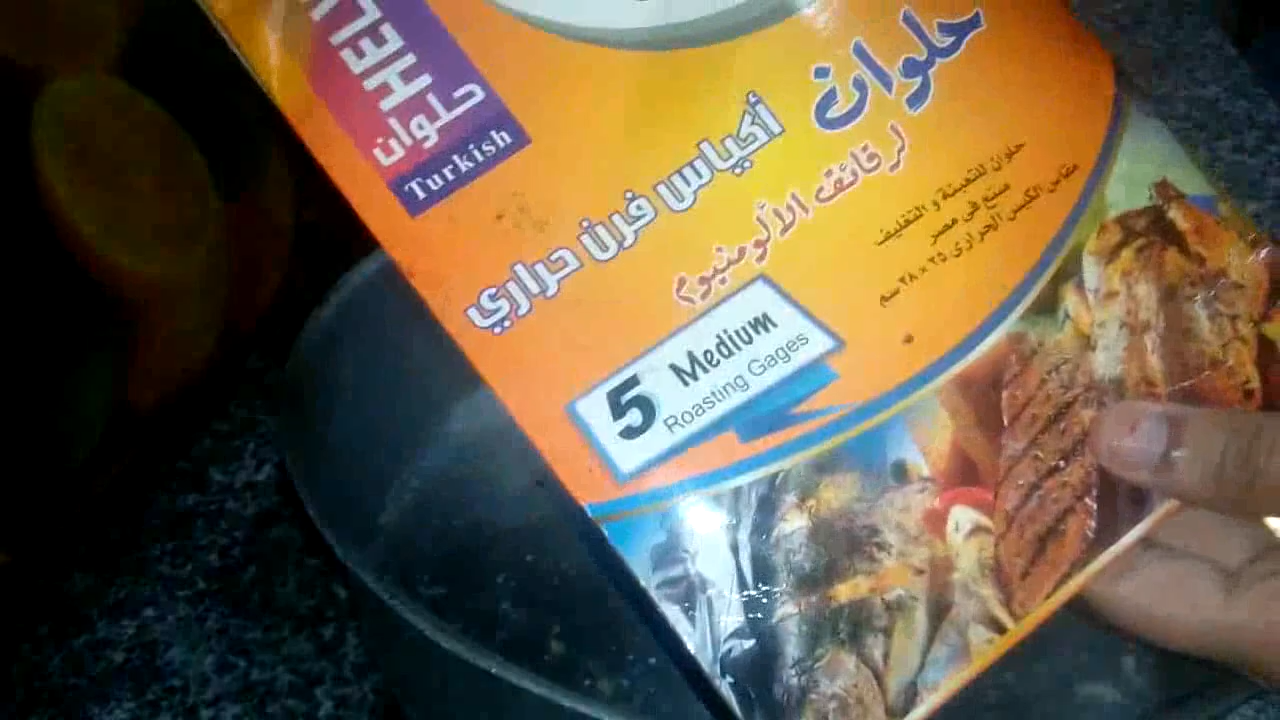 HEL
حلوان
Turkish
حلوان
أكياس فرن حراري
لرقائق الألومنيوم
حلوان للتعبئة و التغليف
صنع في مصر
مقاس الكيس الحراري ٢٥ × ٣٨ سم
5 Medium
Roasting Gages